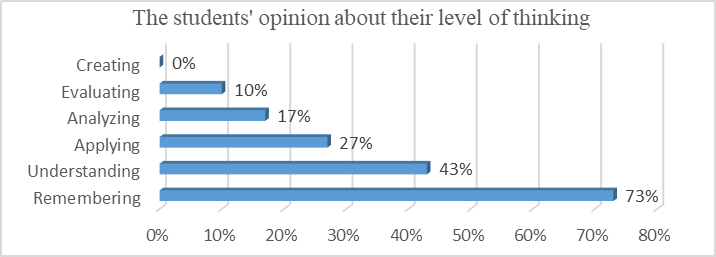 The students' opinion about their level of thinking
Creating 0%
Evaluating 10%
Analyzing 17%
Applying 27%
Understanding 43%
Remembering 73%
0% 10% 20% 30% 40% 50% 60% 70% 80%